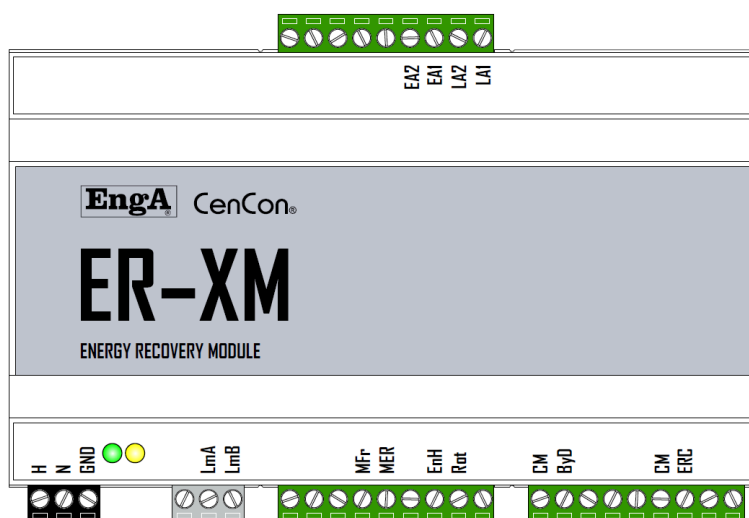 EA2 EA1 LA2 LA1
EngA® CenCon®
ER–XM
ENERGY RECOVERY MODULE
H N GND LmA LmB MFr MER EnH Rot CM ByD CM ERC